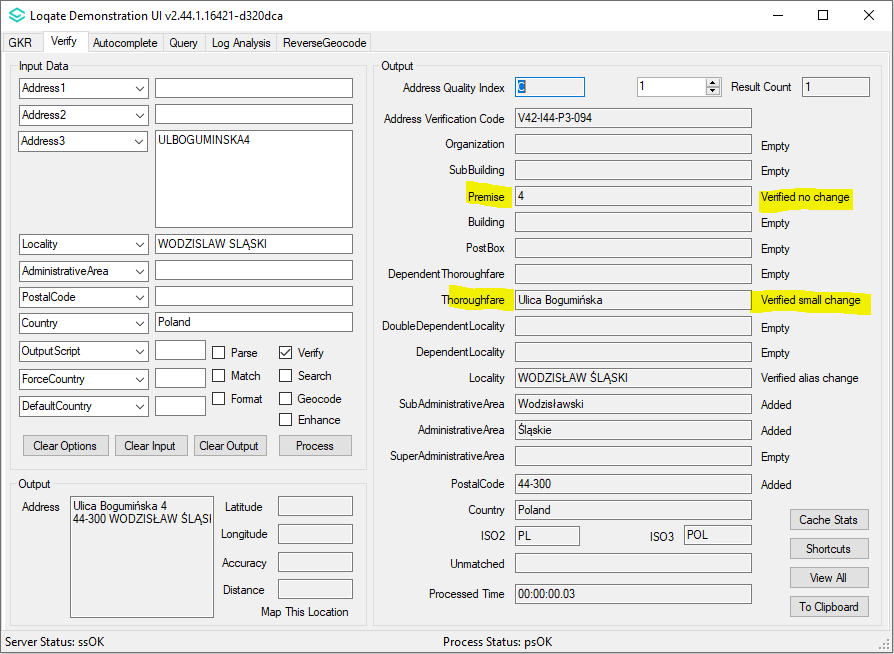 Loqate Demonstration UI v2.44.1.16421-d320dca
GKR Verify Autocomplete Query Log Analysis ReverseGeocode
Input Data
Address1
Address2
Address3 ULBOGUMINSKA4
Locality WODZISLAW SLĄSKI
AdministrativeArea
PostalCode
Country Poland
OutputScript Parse Verify
ForceCountry Match Search
DefaultCountry Format Geocode
Enhance
Clear Options Clear Input Clear Output Process
Output
Address Ulica Bogumińska 4
44-300 WODZISŁAW ŚLĄSI
Latitude
Longitude
Accuracy
Distance
Map This Location
Output
Address Quality Index C 1 Result Count 1
Address Verification Code V42-I44-P3-094
Organization Empty
SubBuilding Empty
Premise 4 Verified no change
Building Empty
PostBox Empty
DependentThoroughfare Empty
Thoroughfare Ulica Bogumińska Verified small change
DoubleDependentLocality Empty
DependentLocality Empty
Locality WODZISŁAW ŚLĄSKI Verified alias change
SubAdministrativeArea Wodzisławski Added
AdministrativeArea Śląskie Added
SuperAdministrativeArea Empty
PostalCode 44-300 Added
Country Poland
ISO2 PL ISO3 POL
Unmatched
Processed Time 00:00:00.03
Cache Stats
Shortcuts
View All
To Clipboard
Server Status: ssOK Process Status: psOK